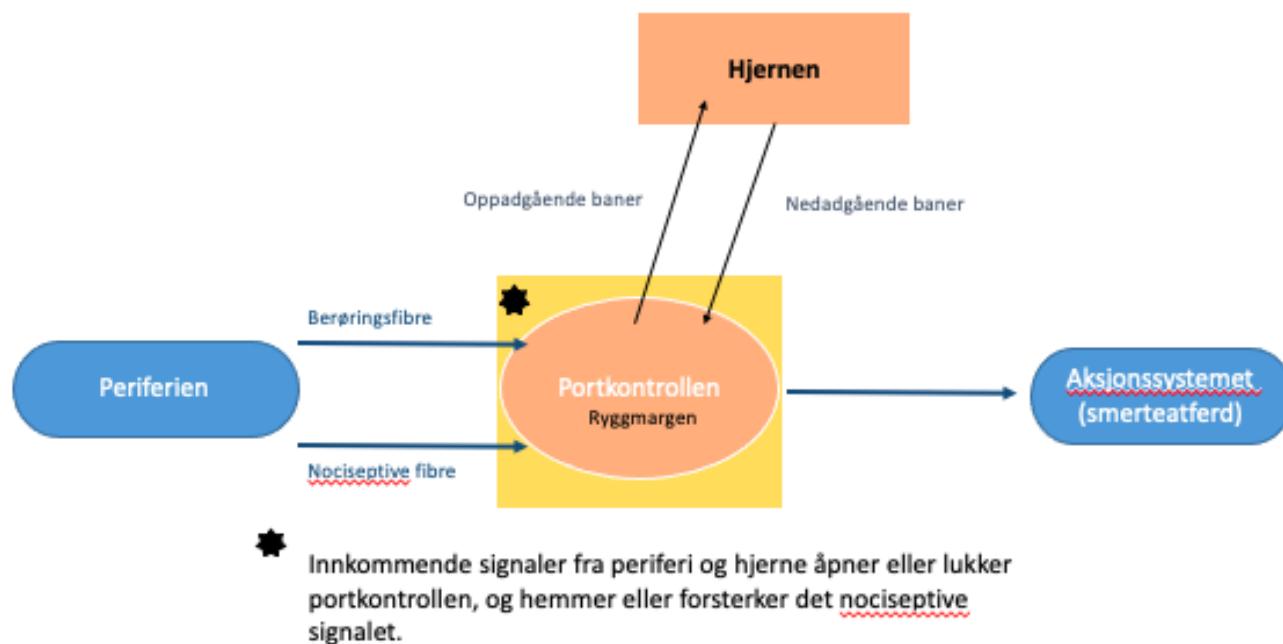 Hjernen
Oppadgående baner
Nedadgående baner
Berøringsfibre
Periferien
Portkontrollen
Ryggmargen
Aksjonssystemet
(smerteatferd)
Nociseptive fibre
Innkommende signaler fra periferi og hjerne åpner eller lukker
portkontrollen, og hemmer eller forsterker det nociseptive
signalet.